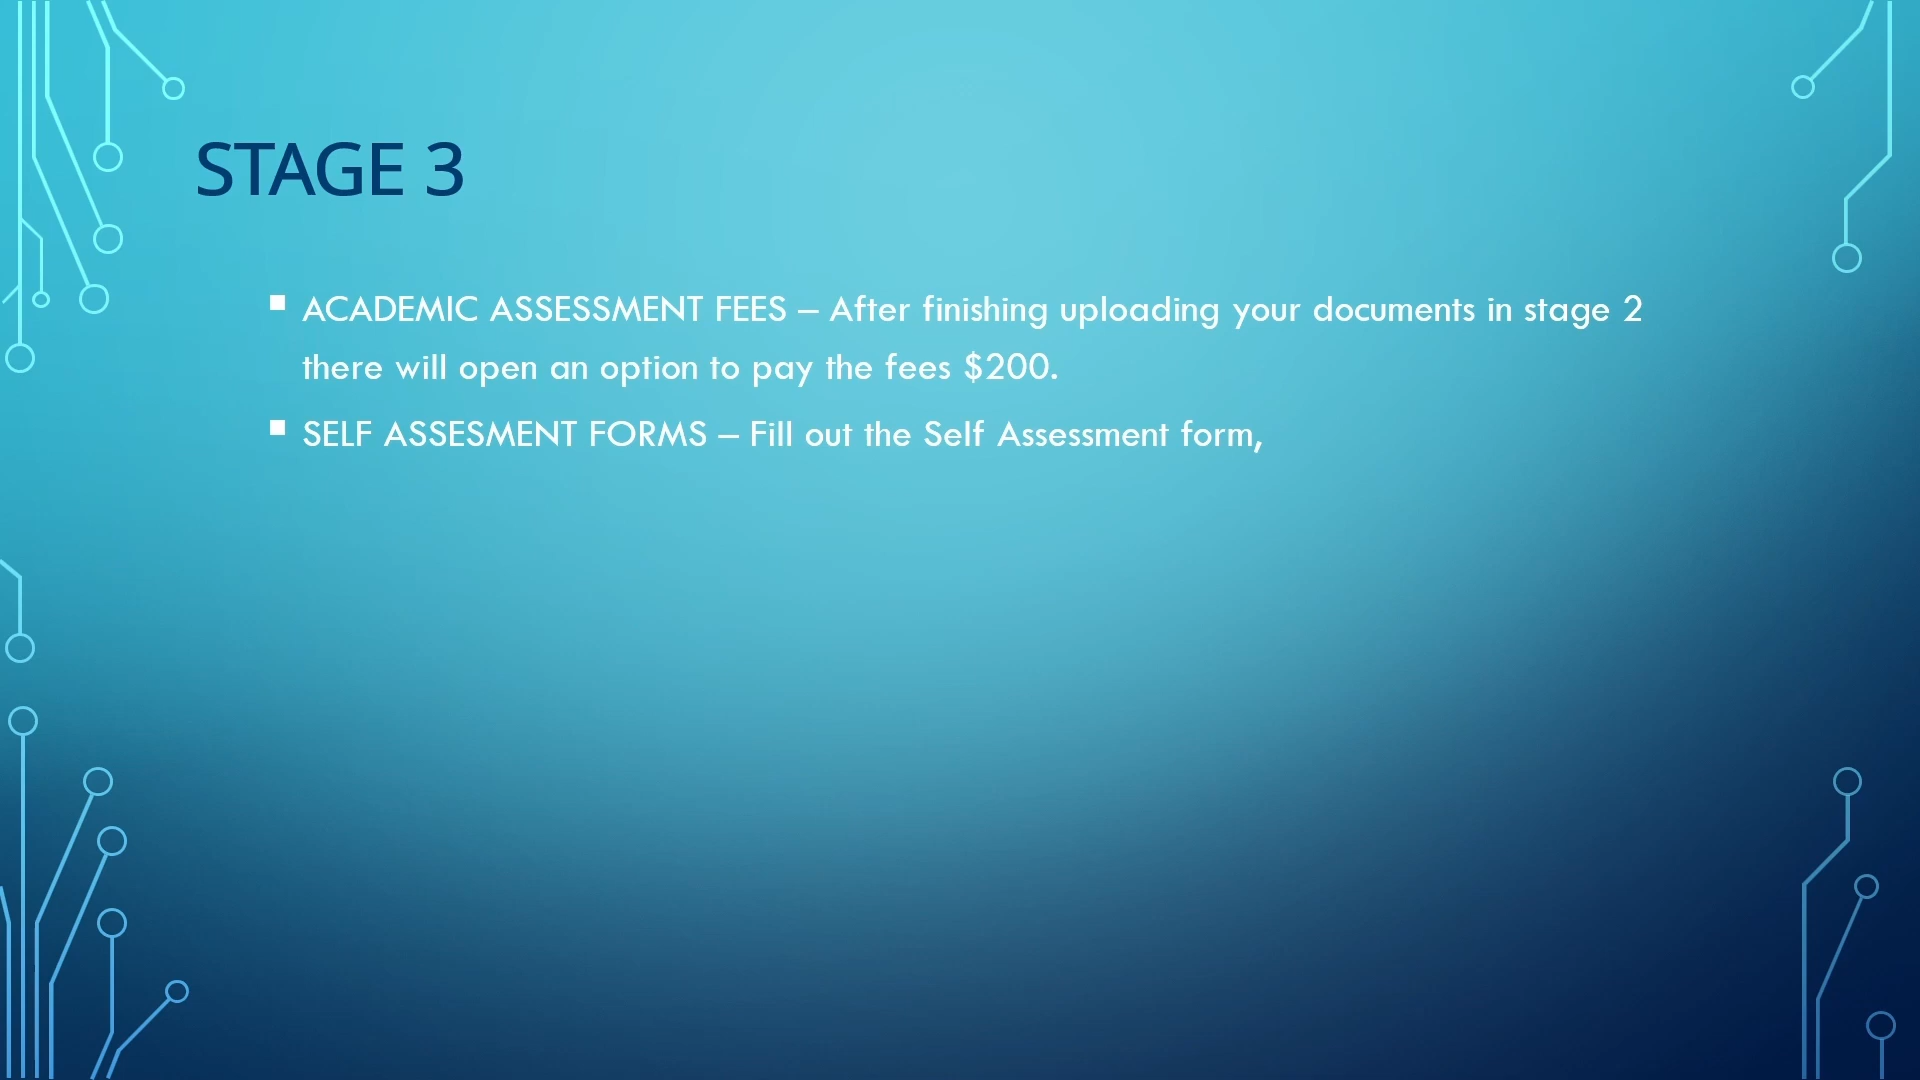 STAGE 3
▪ ACADEMIC ASSESSMENT FEES – After finishing uploading your documents in stage 2
there will open an option to pay the fees $200.
▪ SELF ASSESMENT FORMS – Fill out the Self Assessment form,